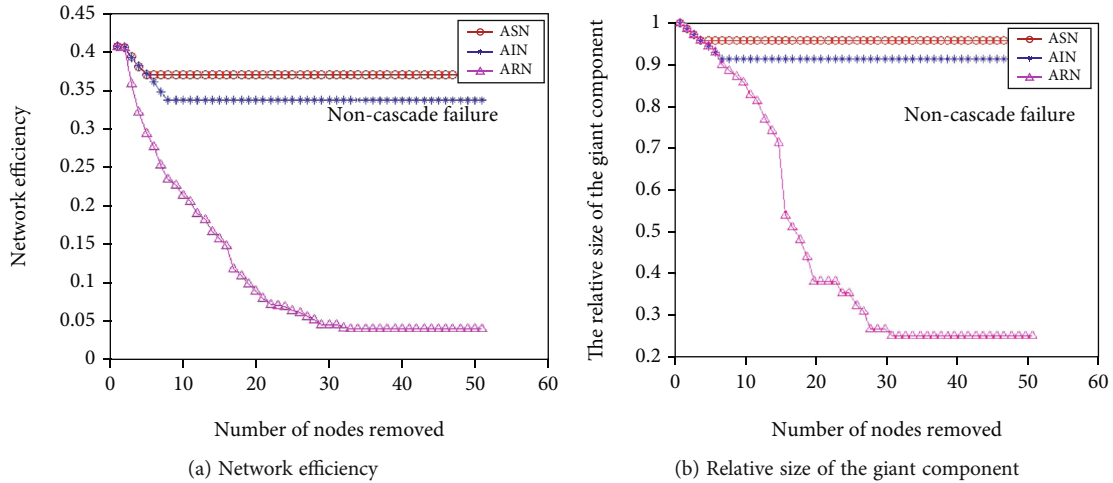 0.45
0.4
0.35
0.3
0.25
0.2
0.15
0.1
0.05
0
Network efficiency
ASN
AIN
ARN
Non-cascade failure
0 10 20 30 40 50 60
Number of nodes removed
(a) Network efficiency
1
0.9
0.8
0.7
0.6
0.5
0.4
0.3
0.2
The relative size of the giant component
ASN
AIN
ARN
Non-cascade failure
0 10 20 30 40 50 60
Number of nodes removed
(b) Relative size of the giant component